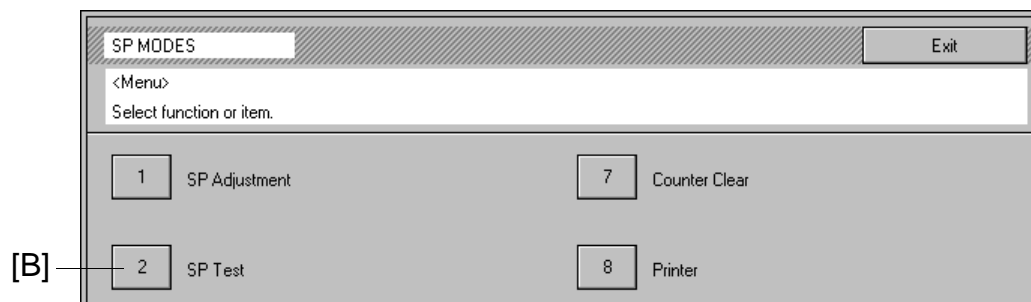 SP MODES Exit
<Menu>
Select function or item.
1 SP Adjustment 7 Counter Clear
[B] 2 SP Test 8 Printer